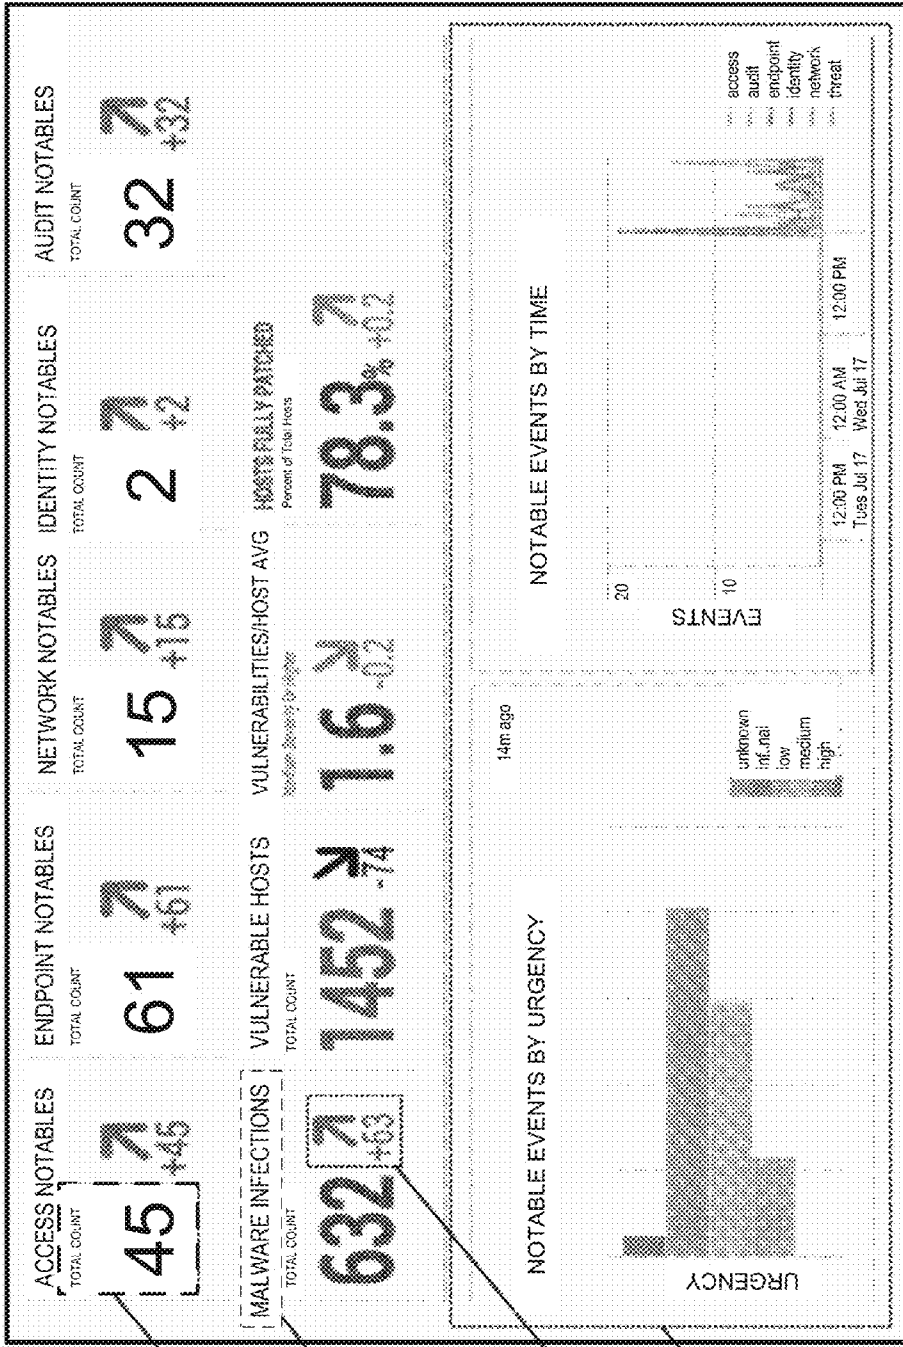 ACCESS NOTABLES
TOTAL COUNT
45
+45
ENDPOINT NOTABLES
TOTAL COUNT
61
+61
NETWORK NOTABLES
TOTAL COUNT
15
+15
IDENTITY NOTABLES
TOTAL COUNT
2
+2
AUDIT NOTABLES
TOTAL COUNT
32
+32
MALWARE INFECTIONS
TOTAL COUNT
632
+63
VULNERABLE HOSTS
TOTAL COUNT
1452
-74
VULNERABILITIES/HOST AVG
1.6
-0.2
HOSTS FULLY PATCHED
Percent of Total Hosts
78.3%
+0.2
NOTABLE EVENTS BY URGENCY
14m ago
URGENCY
unknown
inf..nal
low
medium
high
NOTABLE EVENTS BY TIME
EVENTS
20
10
12:00 PM
Tues Jul 17
12:00 AM
Wed Jul 17
12:00 PM
access
audit
endpoint
identity
network
threat